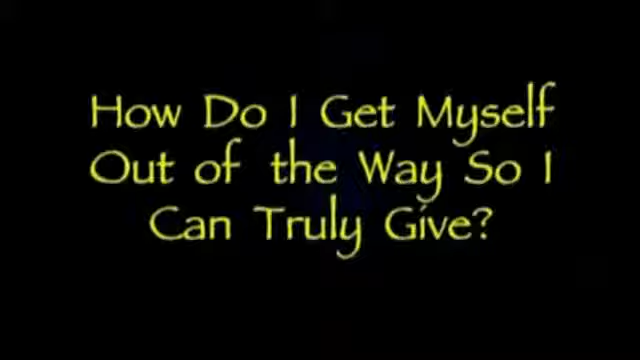 How Do I Get Myself
Out of the Way So I
Can Truly Give?